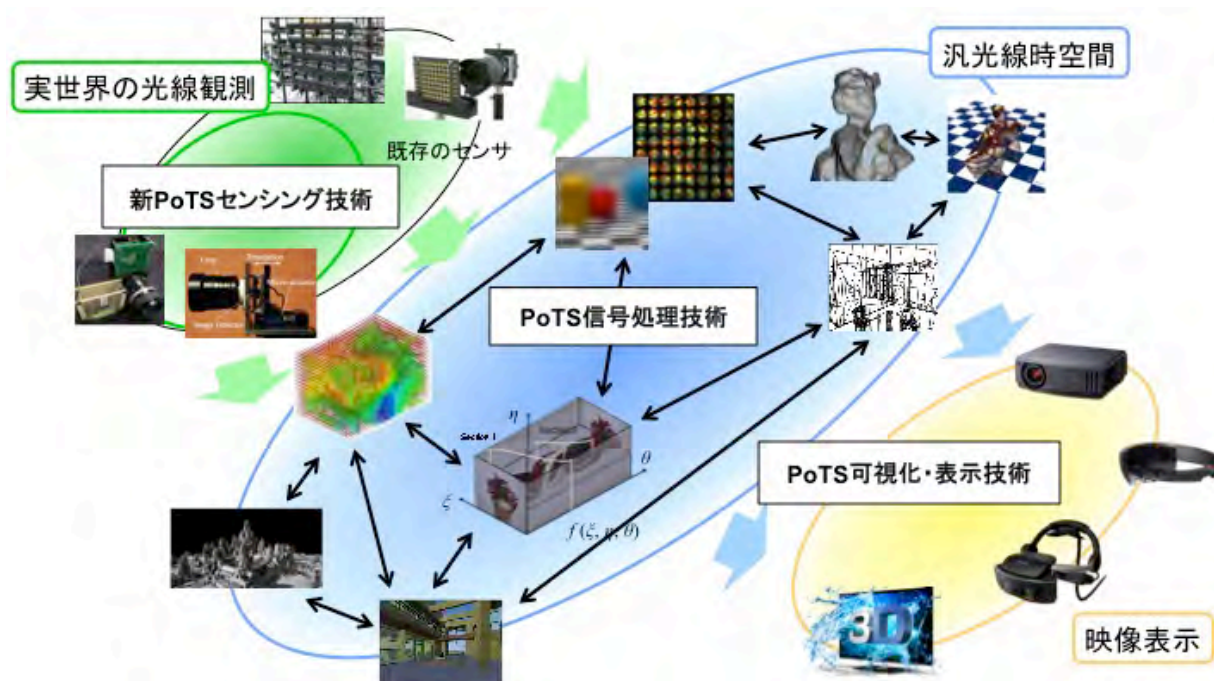 実世界の光線観測
既存のセンサ
新PoTSセンシング技術
汎光線時空間
PoTS信号処理技術
η
θ
ξ
f(ξ, η, θ)
PoTS可視化・表示技術
3D
映像表示